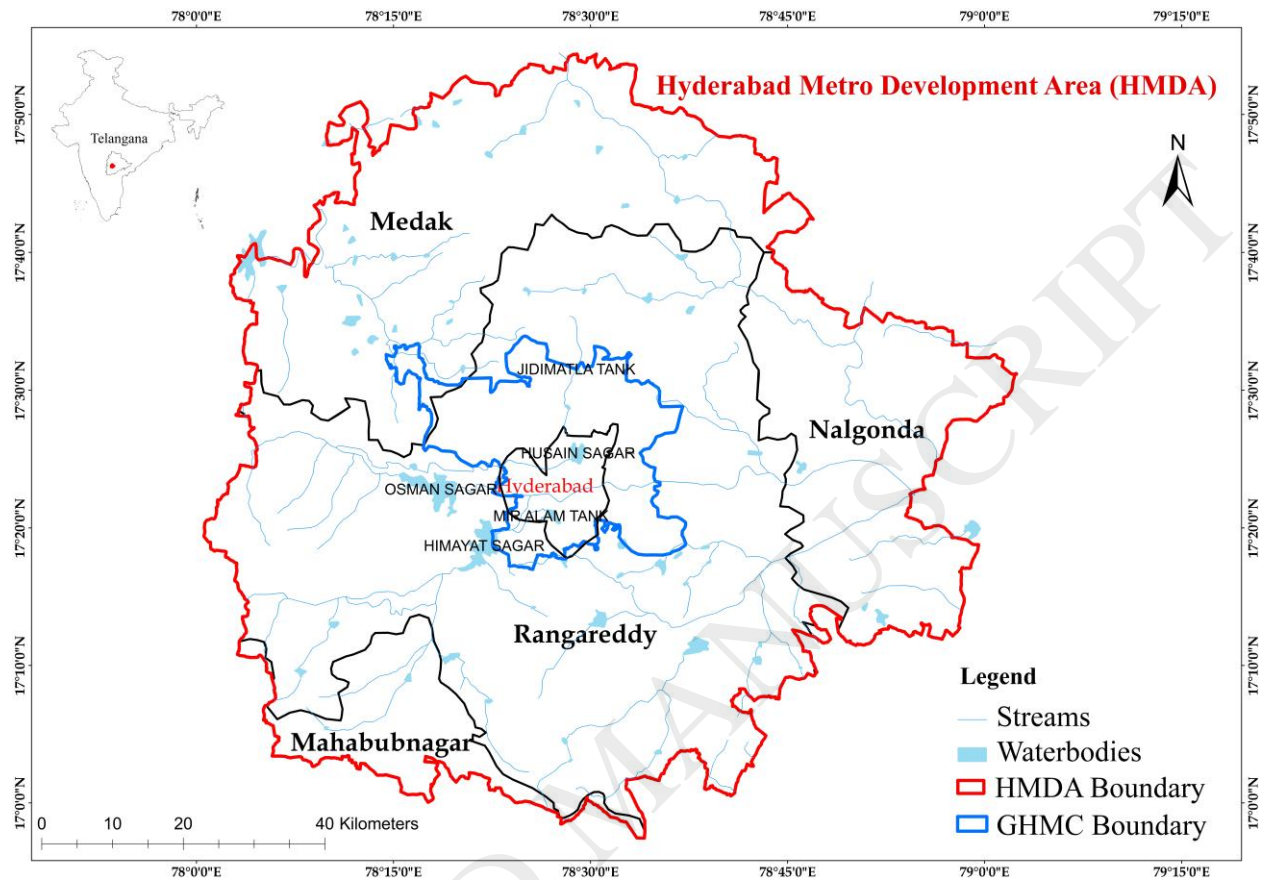 78°0'0"E 78°15'0"E 78°30'0"E 78°45'0"E 79°0'0"E 79°15'0"E
Hyderabad Metro Development Area (HMDA)
Telangana
N
17°50'0"N 17°50'0"N
Medak
17°40'0"N 17°40'0"N
JIDIMATLA TANK
17°30'0"N 17°30'0"N
Nalgonda
HUSAIN SAGAR
OSMAN SAGAR Hyderabad
MIR ALAM TANK
17°20'0"N 17°20'0"N
HIMAYAT SAGAR
Rangareddy
17°10'0"N 17°10'0"N
Mahabubnagar
17°0'0"N 17°0'0"N
Legend
Streams
Waterbodies
HMDA Boundary
GHMC Boundary
0 10 20 40 Kilometers
78°0'0"E 78°15'0"E 78°30'0"E 78°45'0"E 79°0'0"E 79°15'0"E
D MANUSCRIPT